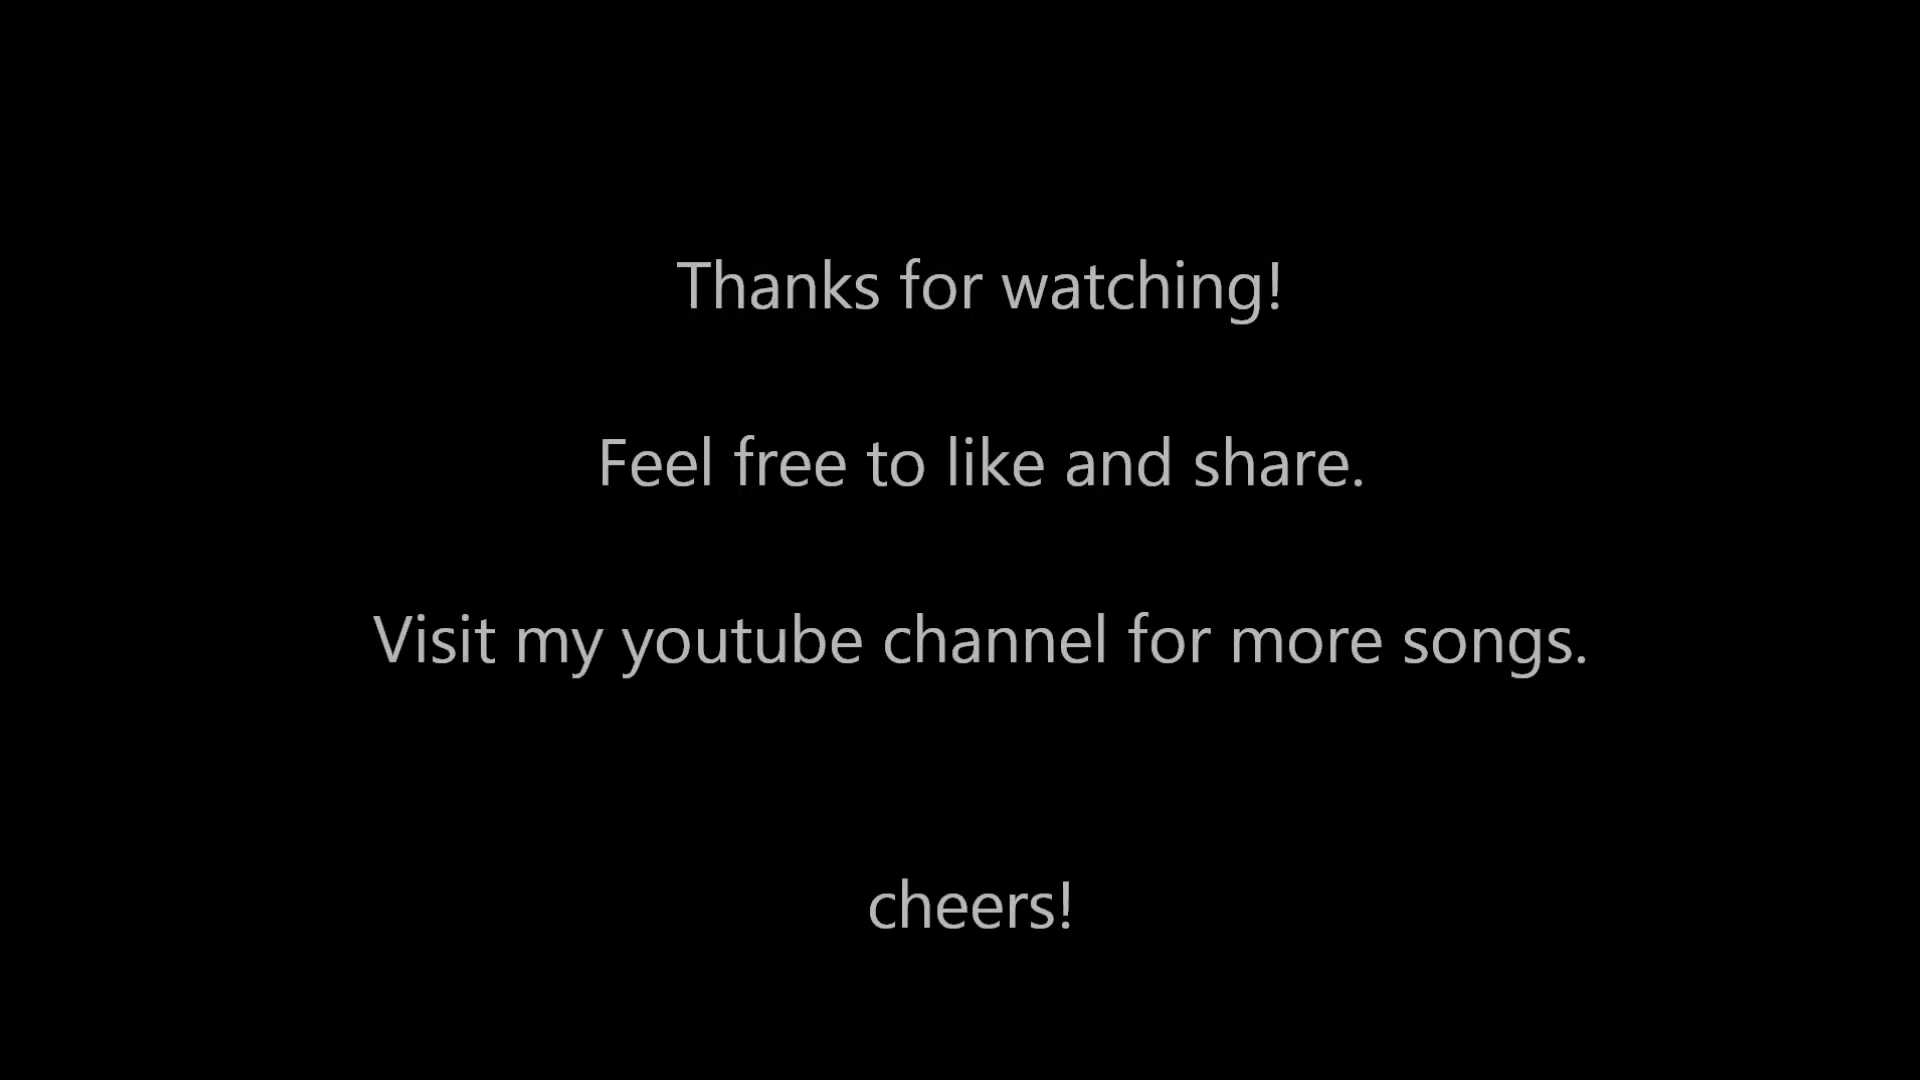 Thanks for watching!
Feel free to like and share.
Visit my youtube channel for more songs.
cheers!